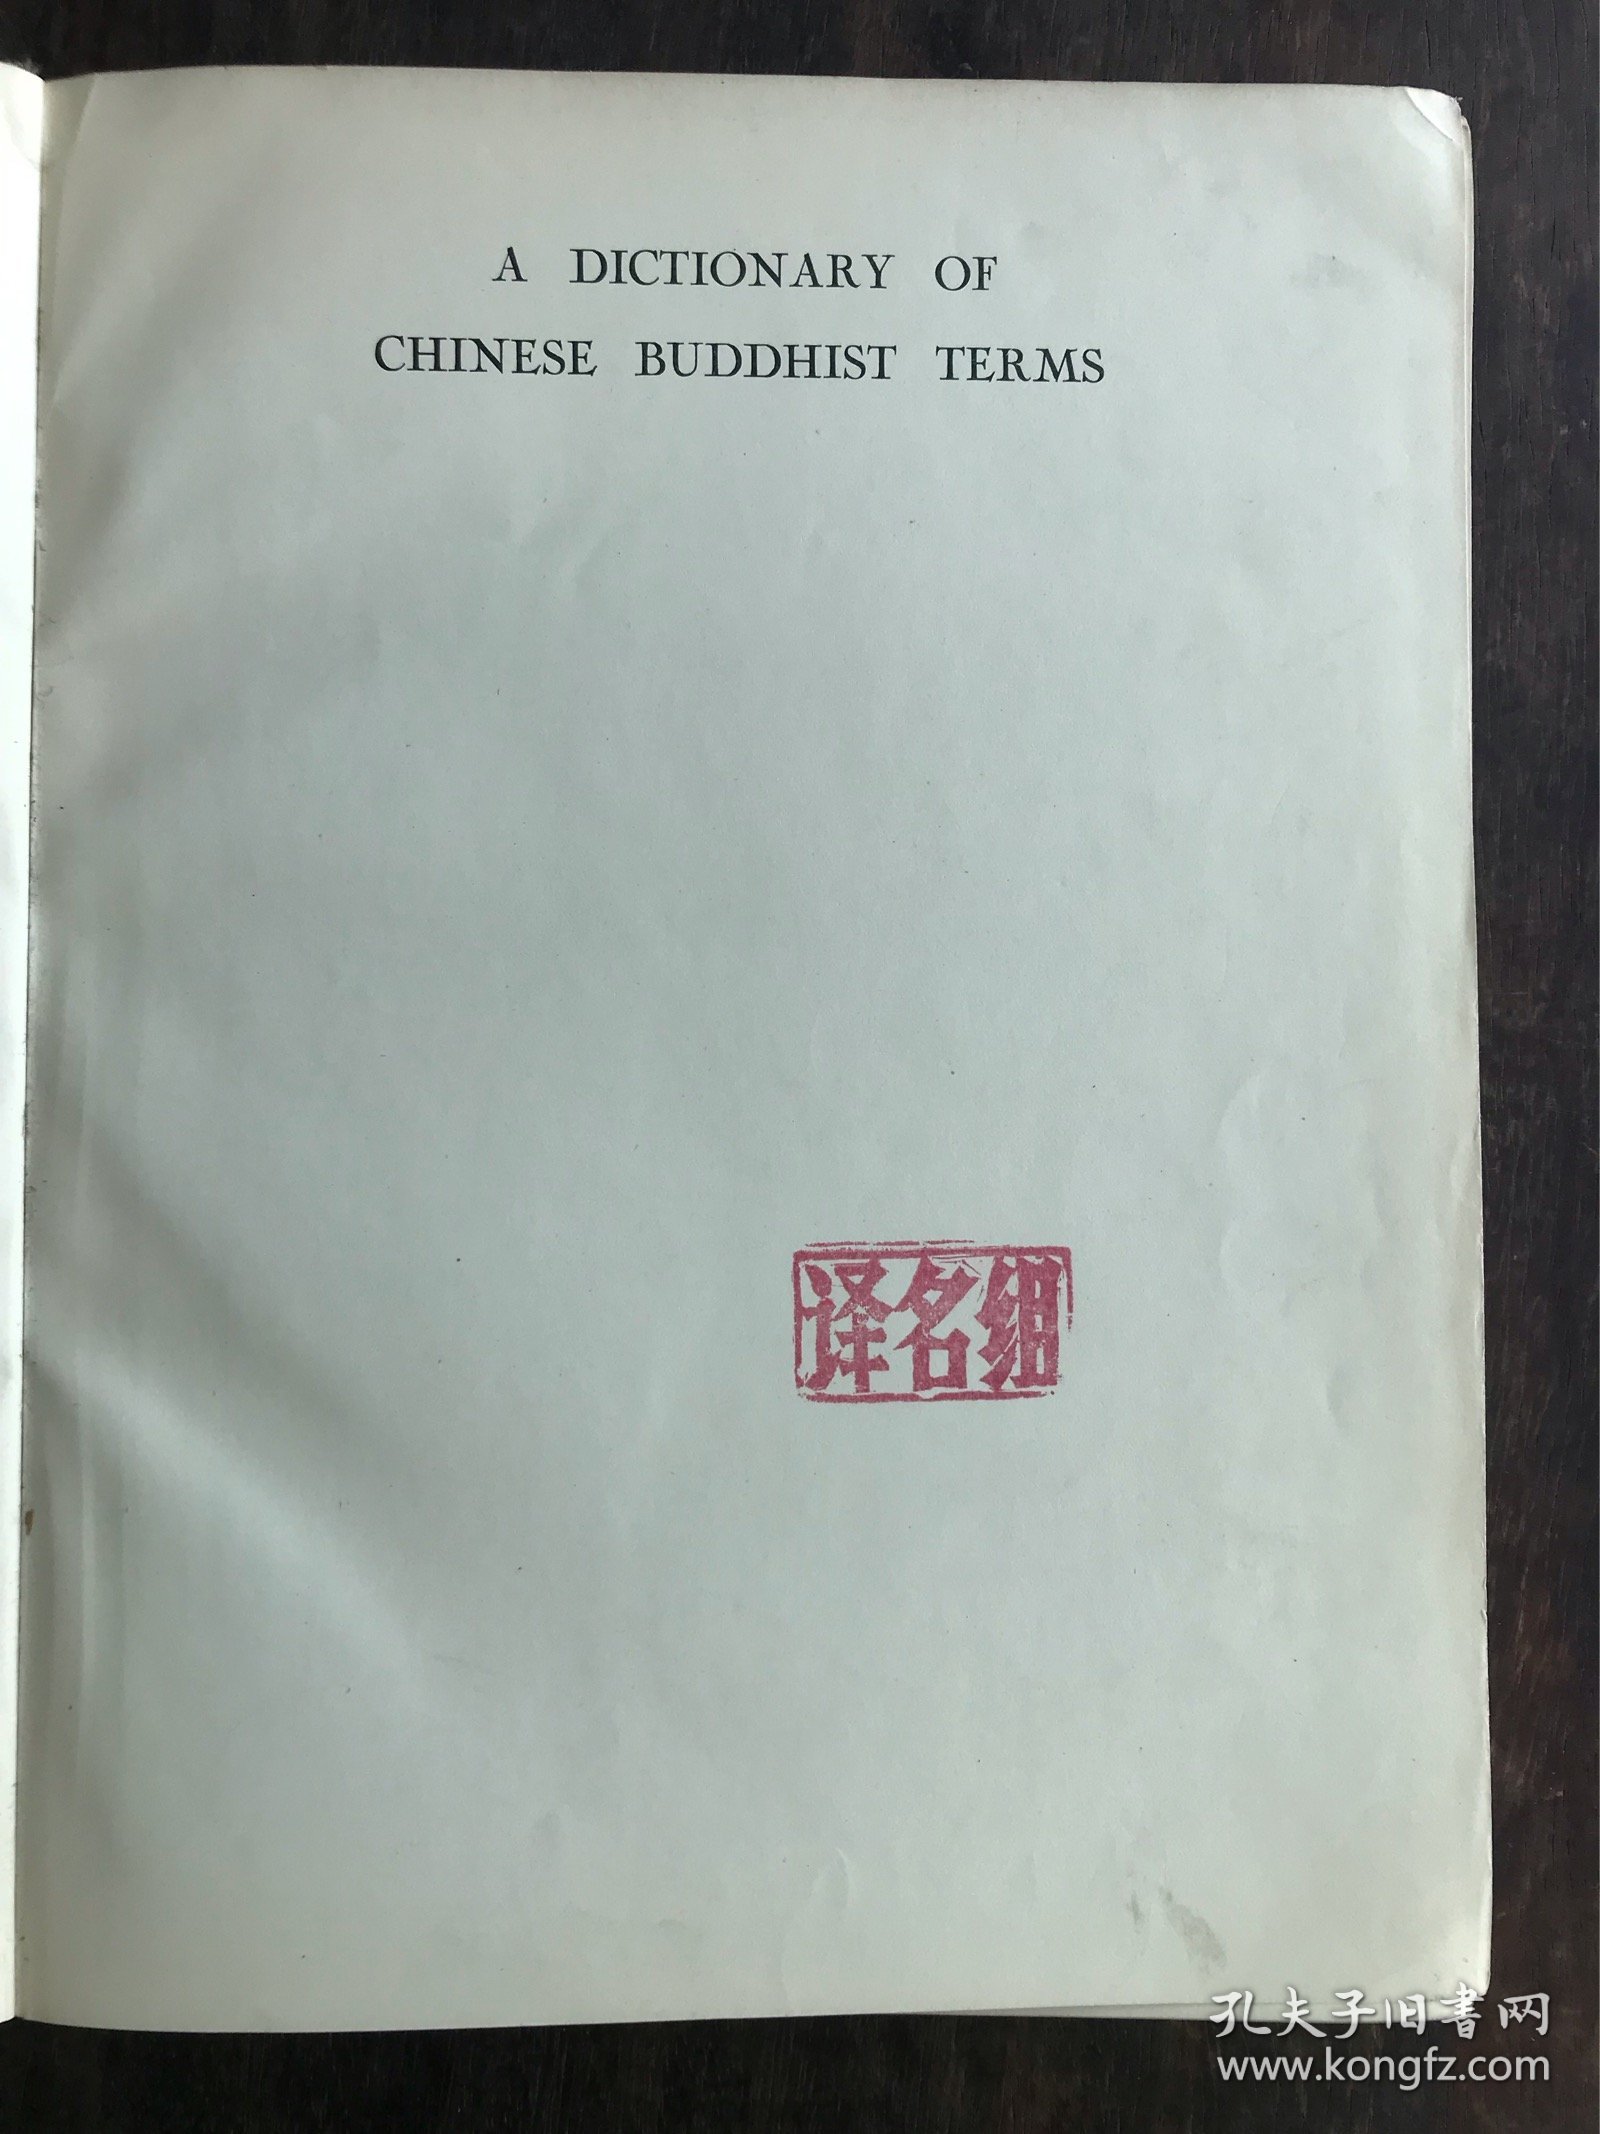 A DICTIONARY OF
CHINESE BUDDHIST TERMS
译名组
孔夫子旧书网
www.kongfz.com